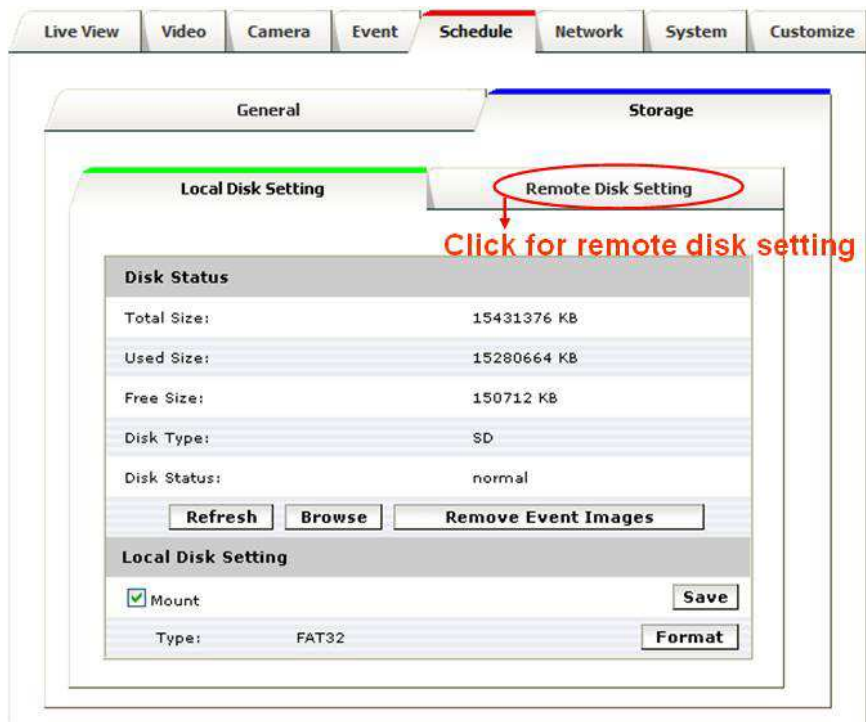 Live View Video Camera Event Schedule Network System Customize
General Storage
Local Disk Setting Remote Disk Setting
Click for remote disk setting
Disk Status
Total Size: 15431376 KB
Used Size: 15280664 KB
Free Size: 150712 KB
Disk Type: SD
Disk Status: normal
Refresh Browse Remove Event Images
Local Disk Setting
Mount Save
Type: FAT32 Format